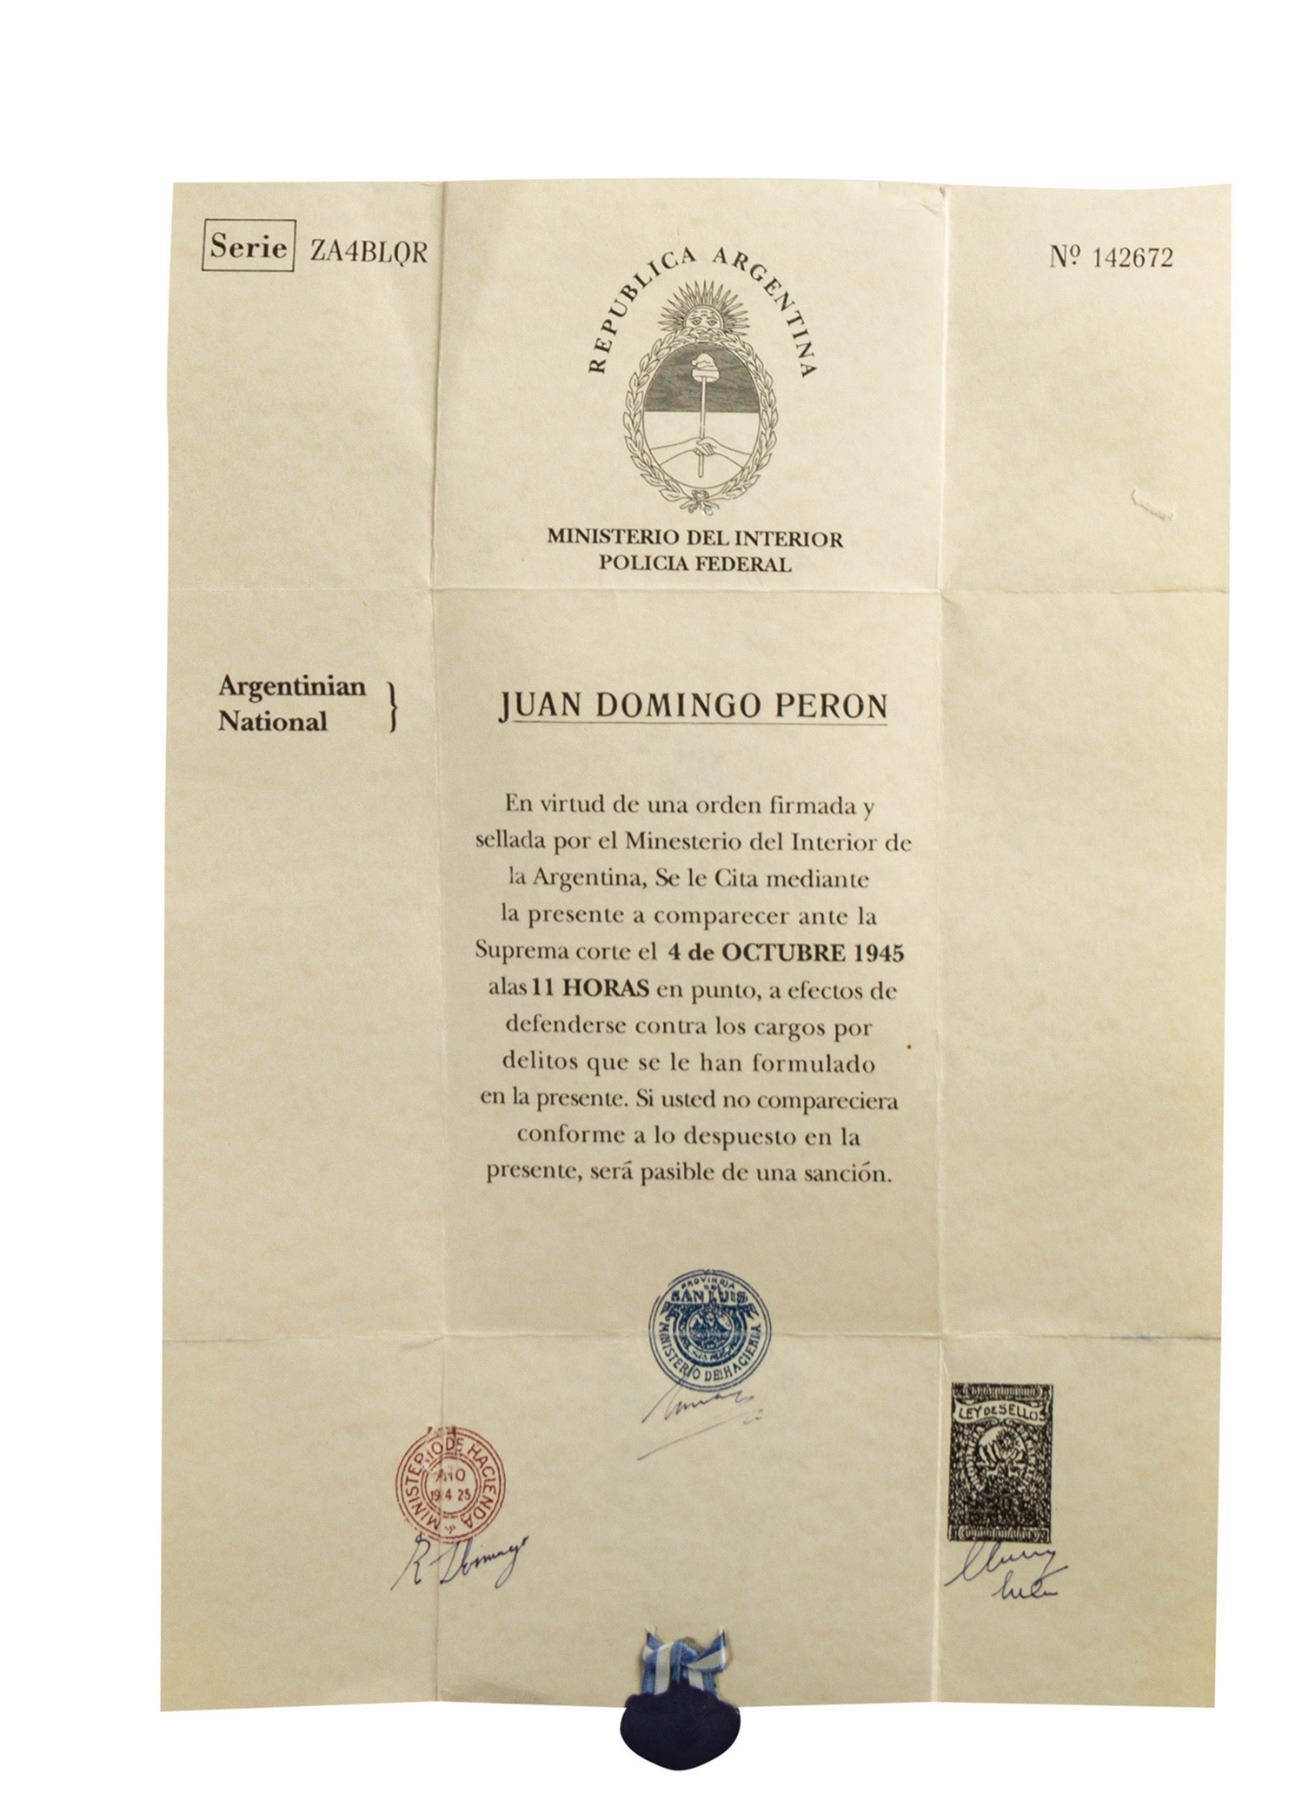 Serie ZA4BLQR
Nº 142672
REPUBLICA ARGENTINA
MINISTERIO DEL INTERIOR
POLICIA FEDERAL
Argentinian
National
JUAN DOMINGO PERON
En virtud de una orden firmada y
sellada por el Minesterio del Interior de
la Argentina, Se le Cita mediante
la presente a comparecer ante la
Suprema corte el 4 de OCTUBRE 1945
alas 11 HORAS en punto, a efectos de
defenderse contra los cargos por
delitos que se le han formulado
en la presente. Si usted no compareciera
conforme a lo despuesto en la
presente, será pasible de una sanción.
PROVINCIA
SAN LUIS
MINISTERIO DE HACIENDA
MINISTERIO DE HACIENDA
AÑO
19 4 25
LEY DE SELLOS